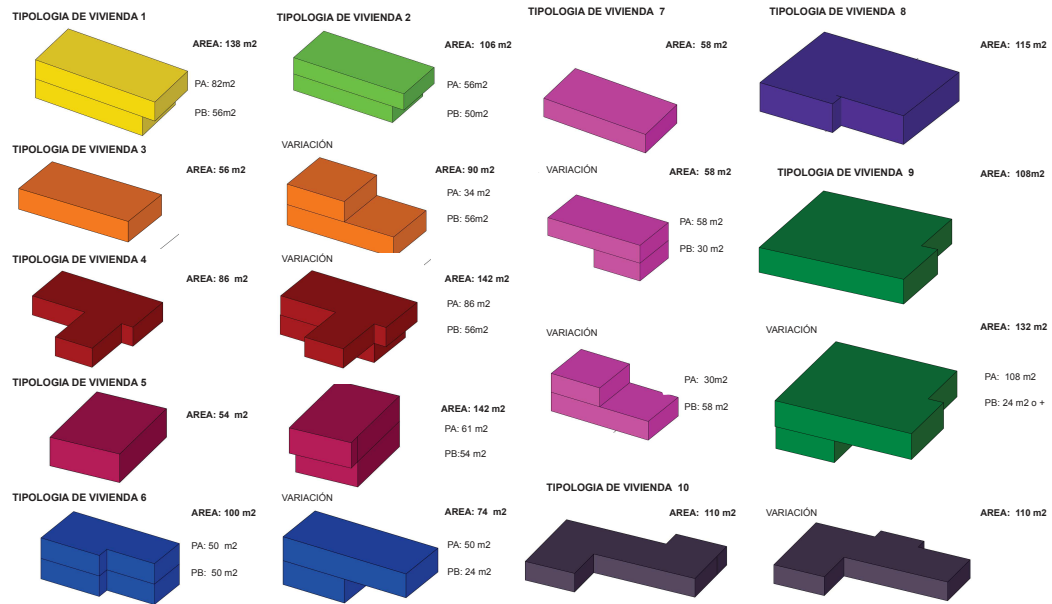 TIPOLOGIA DE VIVIENDA 1
AREA: 138 m2
PA: 82m2
PB: 56m2
TIPOLOGIA DE VIVIENDA 2
AREA: 106 m2
PA: 56m2
PB: 50m2
TIPOLOGIA DE VIVIENDA 3
AREA: 56 m2
VARIACIÓN
AREA: 90 m2
PA: 34 m2
PB: 56m2
TIPOLOGIA DE VIVIENDA 4
AREA: 86 m2
VARIACIÓN
AREA: 142 m2
PA: 86 m2
PB: 56m2
TIPOLOGIA DE VIVIENDA 5
AREA: 54 m2
AREA: 142 m2
PA: 61 m2
PB:54 m2
TIPOLOGIA DE VIVIENDA 6
AREA: 100 m2
PA: 50 m2
PB: 50 m2
VARIACIÓN
AREA: 74 m2
PA: 50 m2
PB: 24 m2
TIPOLOGIA DE VIVIENDA 7
AREA: 58 m2
VARIACIÓN
AREA: 58 m2
PA: 58 m2
PB: 30 m2
VARIACIÓN
PA: 30m2
PB: 58 m2
TIPOLOGIA DE VIVIENDA 8
AREA: 115 m2
TIPOLOGIA DE VIVIENDA 9
AREA: 108m2
VARIACIÓN
AREA: 132 m2
PA: 108 m2
PB: 24 m2 o +
TIPOLOGIA DE VIVIENDA 10
AREA: 110 m2
VARIACIÓN
AREA: 110 m2